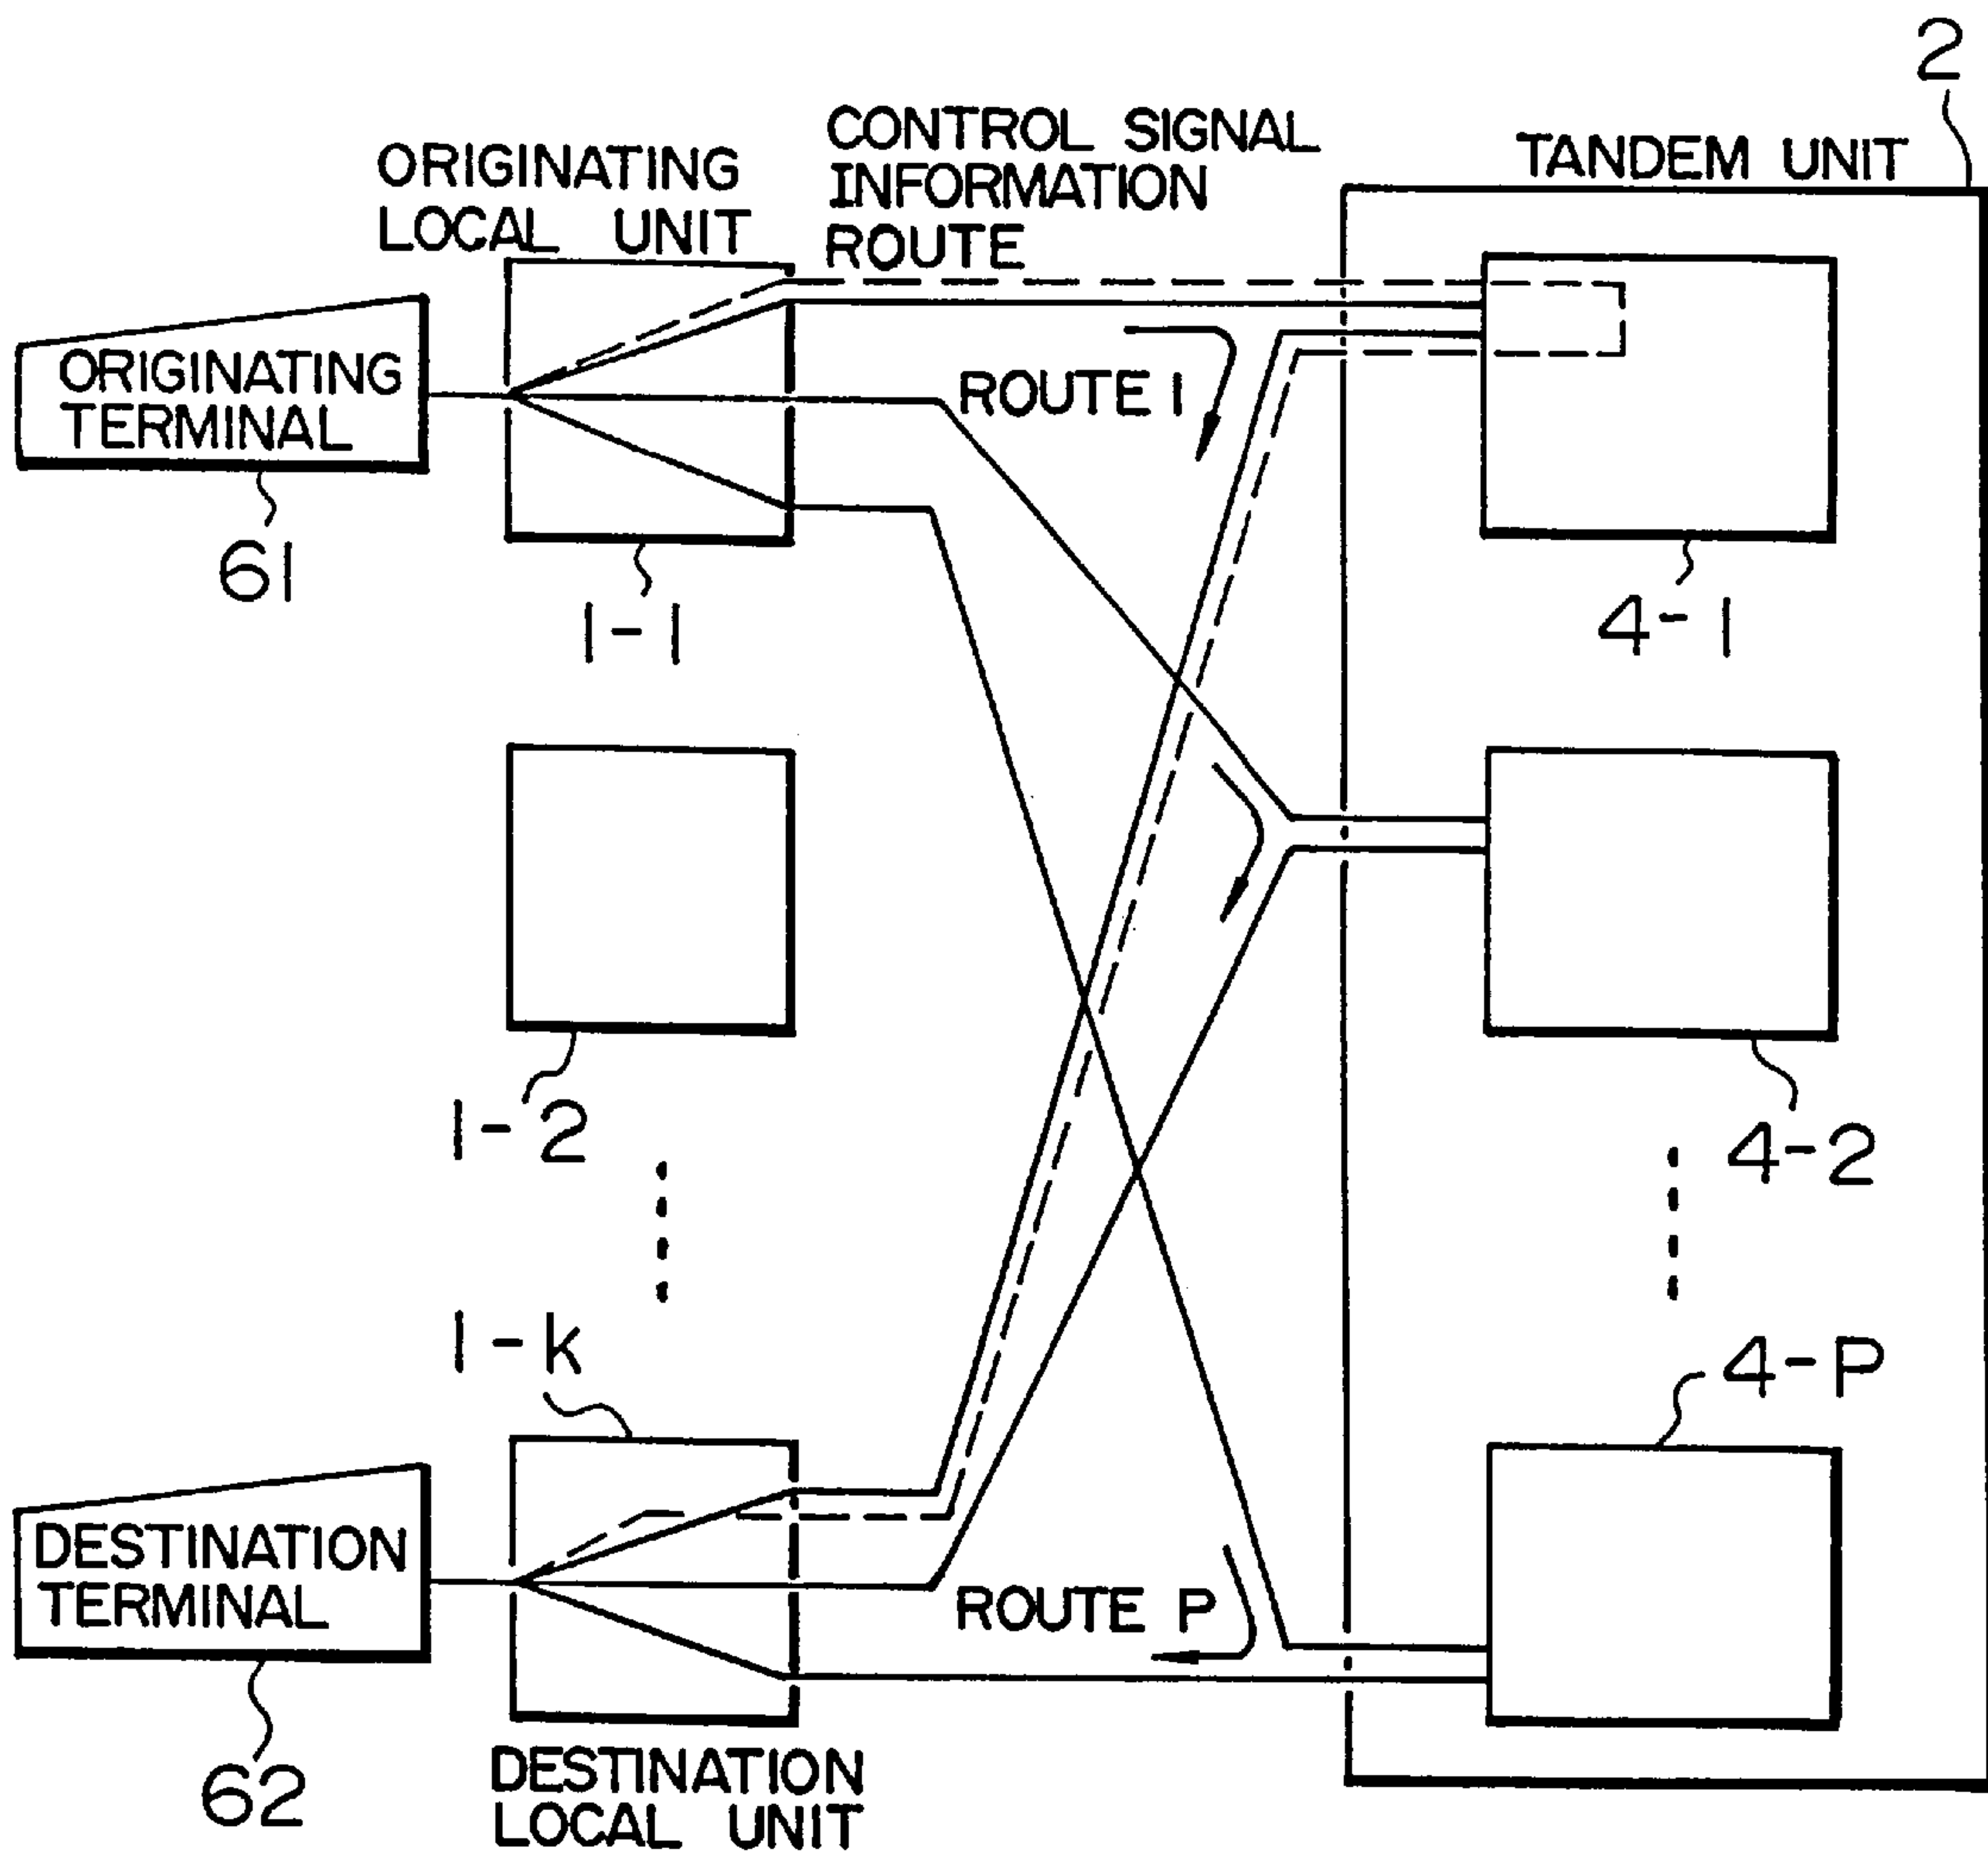 2
ORIGINATING
LOCAL UNIT
CONTROL SIGNAL
INFORMATION
ROUTE
TANDEM UNIT
ORIGINATING
TERMINAL
ROUTE 1
61
1-1
4-1
1-2
4-2
1-k
4-P
DESTINATION
TERMINAL
ROUTE P
62
DESTINATION
LOCAL UNIT